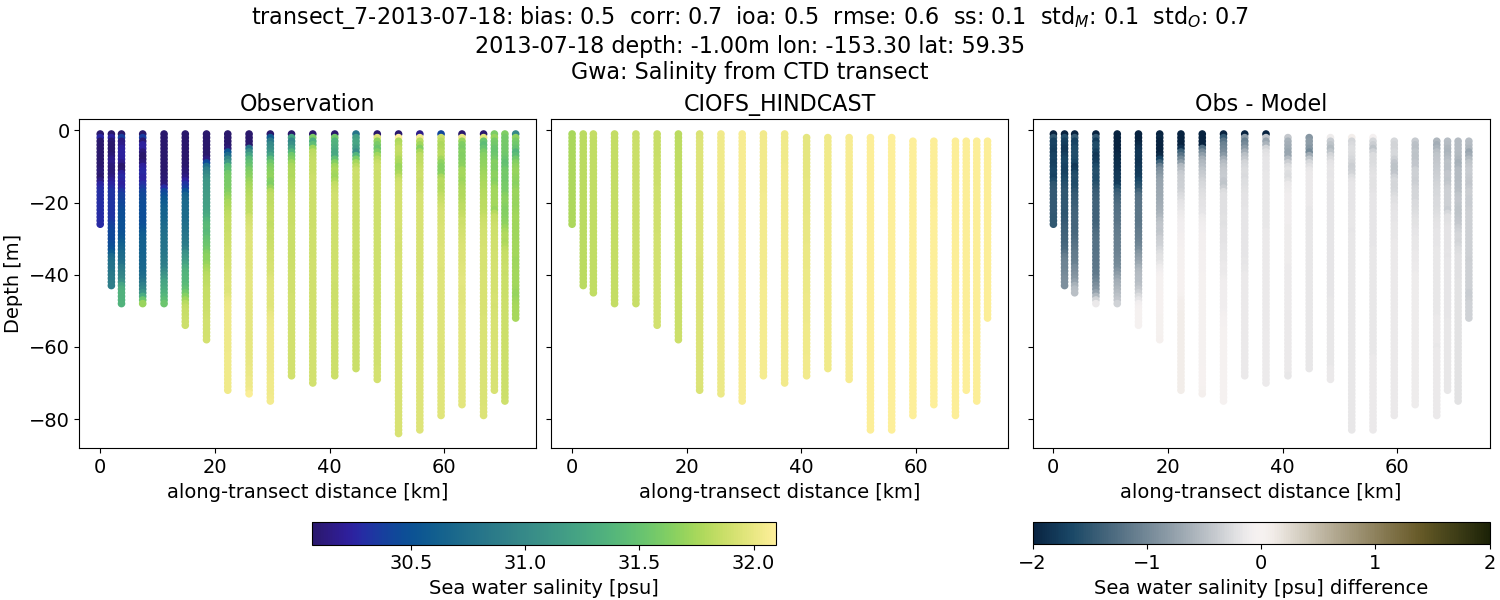 transect_7-2013-07-18: bias: 0.5  corr: 0.7  ioa: 0.5  rmse: 0.6  ss: 0.1  std_M: 0.1  std_O: 0.7
2013-07-18 depth: -1.00m lon: -153.30 lat: 59.35
Gwa: Salinity from CTD transect
Observation
CIOFS_HINDCAST
Obs - Model
Depth [m]
0
−20
−40
−60
−80
0 20 40 60
0 20 40 60
0 20 40 60
along-transect distance [km]
along-transect distance [km]
along-transect distance [km]
30.5 31.0 31.5 32.0
Sea water salinity [psu]
−2 −1 0 1 2
Sea water salinity [psu] difference